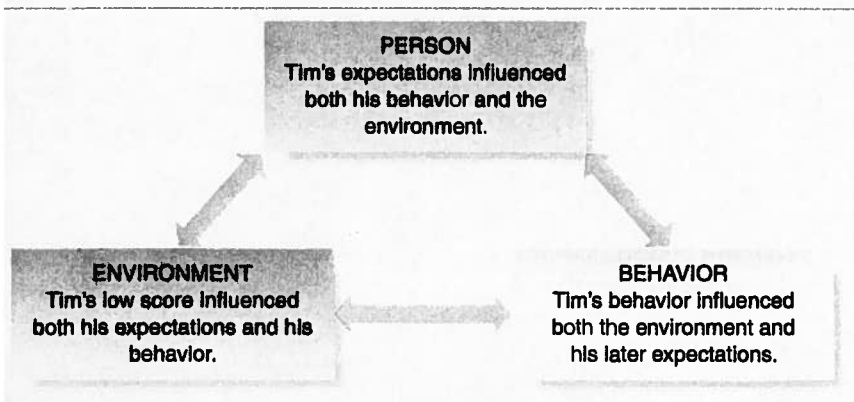 PERSON
Tim's expectations influenced
both his behavior and the
environment.
ENVIRONMENT
Tim's low score influenced
both his expectations and his
behavior.
BEHAVIOR
Tim's behavior influenced
both the environment and
his later expectations.